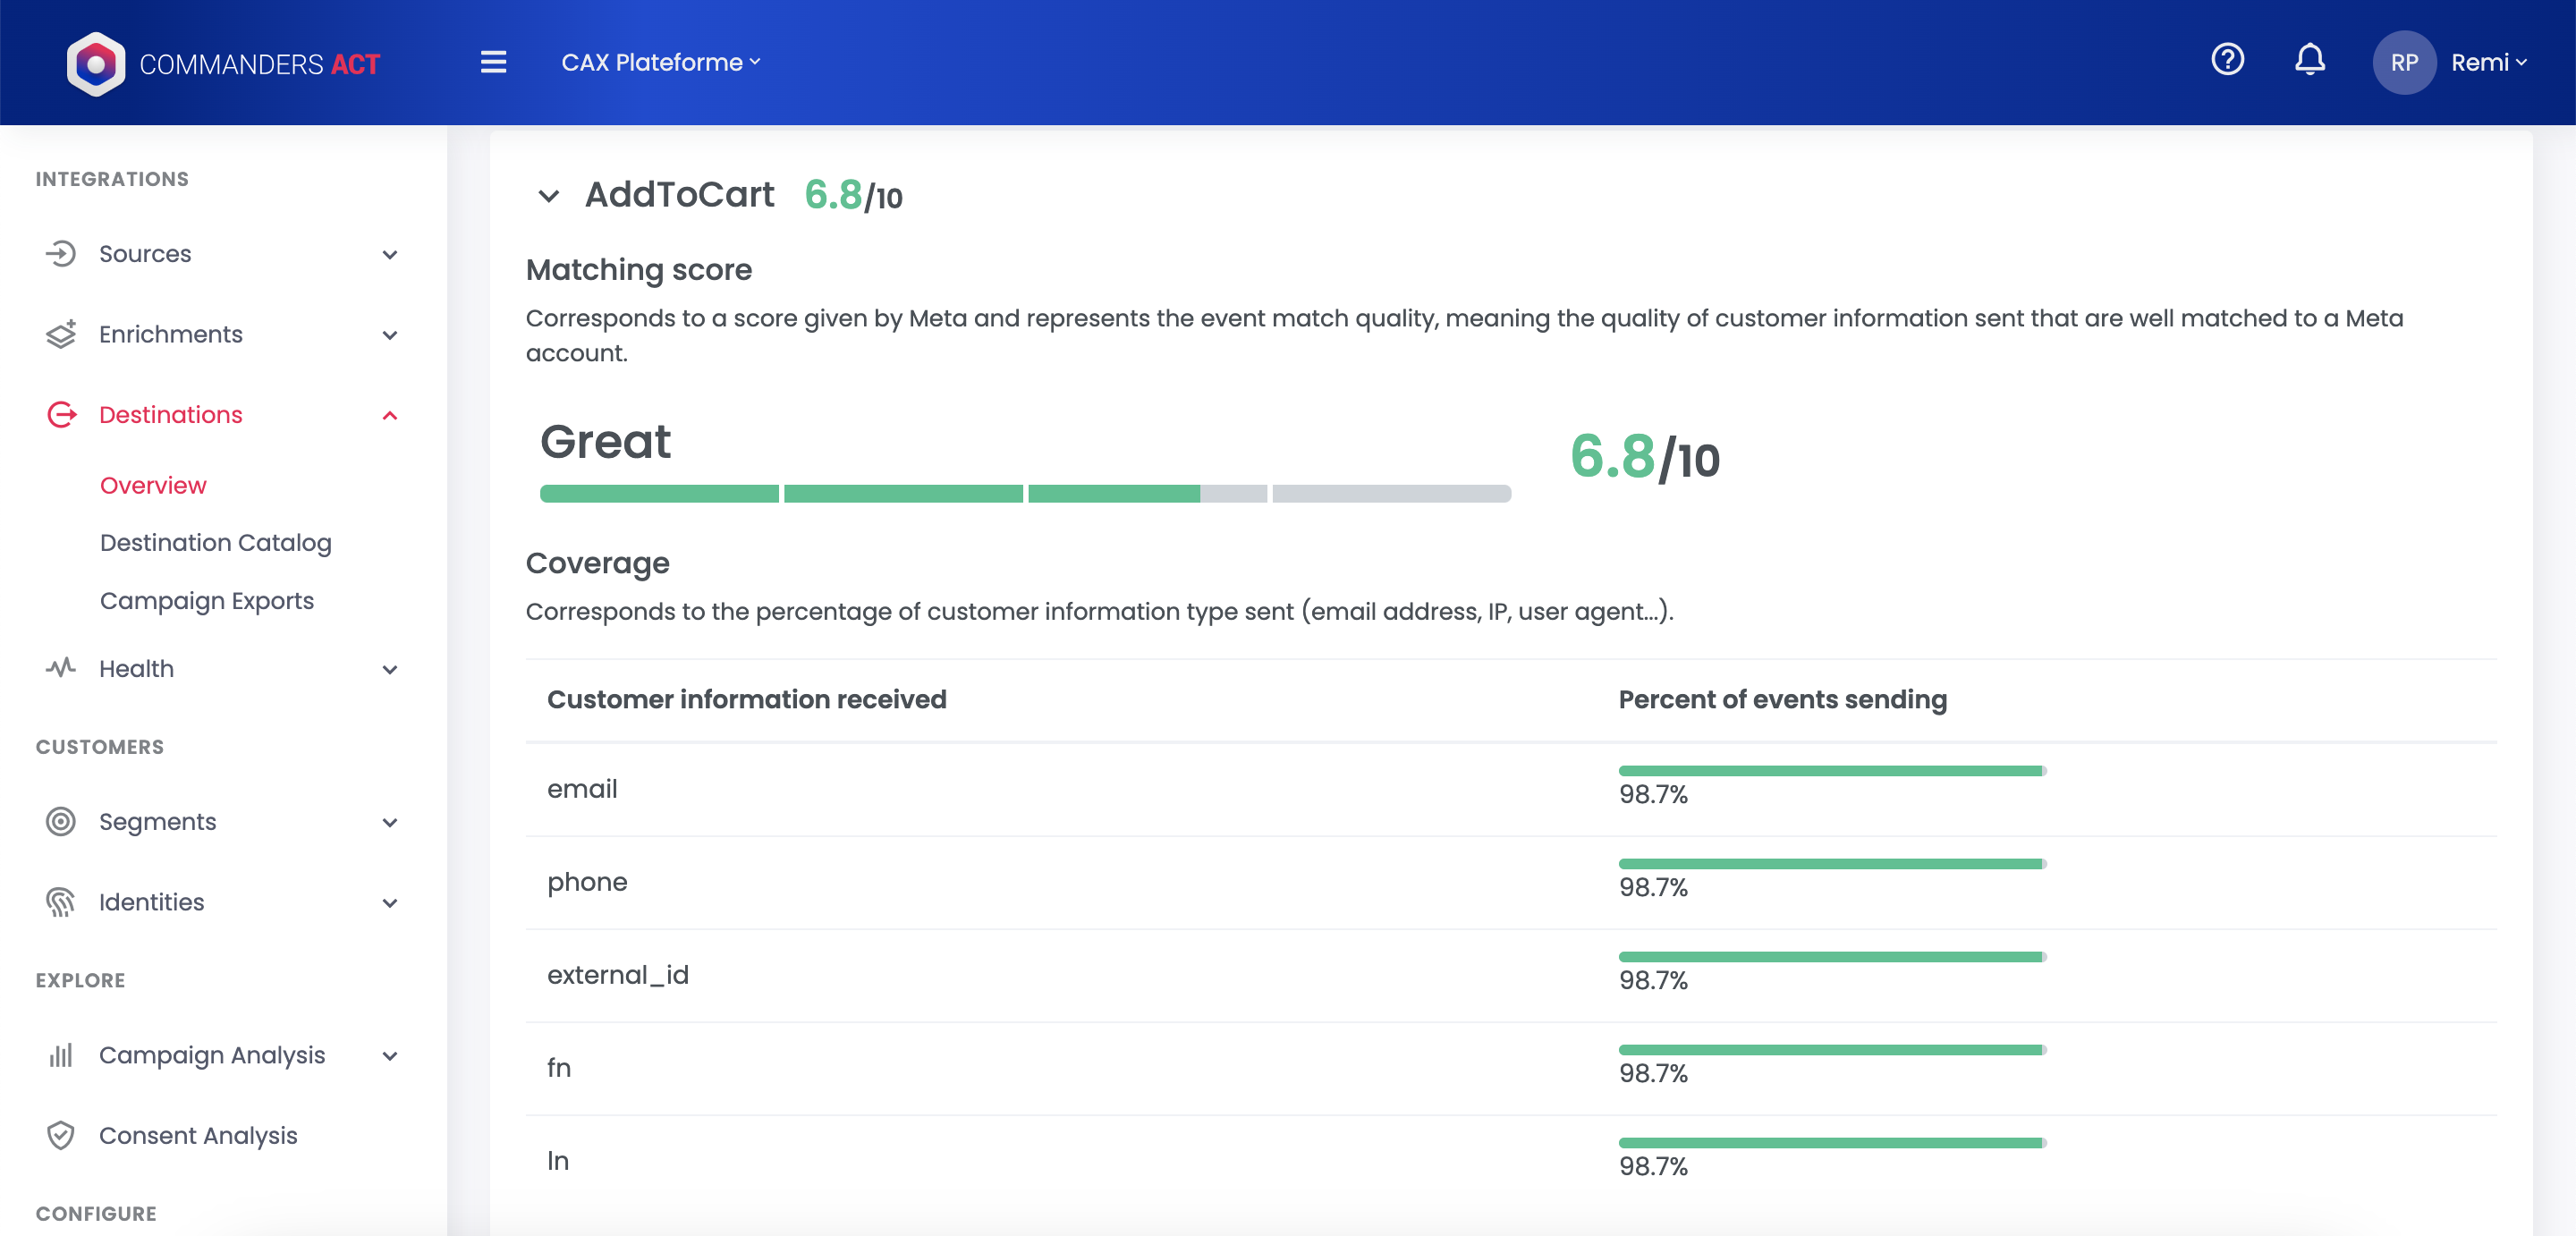 COMMANDERS ACT
CAX Plateforme
RP
Remi
INTEGRATIONS
Sources
Enrichments
Destinations
Overview
Destination Catalog
Campaign Exports
Health
CUSTOMERS
Segments
Identities
EXPLORE
Campaign Analysis
Consent Analysis
CONFIGURE
AddToCart 6.8/10
Matching score
Corresponds to a score given by Meta and represents the event match quality, meaning the quality of customer information sent that are well matched to a Meta
account.
Great
6.8/10
Coverage
Corresponds to the percentage of customer information type sent (email address, IP, user agent...).
Customer information received Percent of events sending
email 98.7%
phone 98.7%
external_id 98.7%
fn 98.7%
ln 98.7%